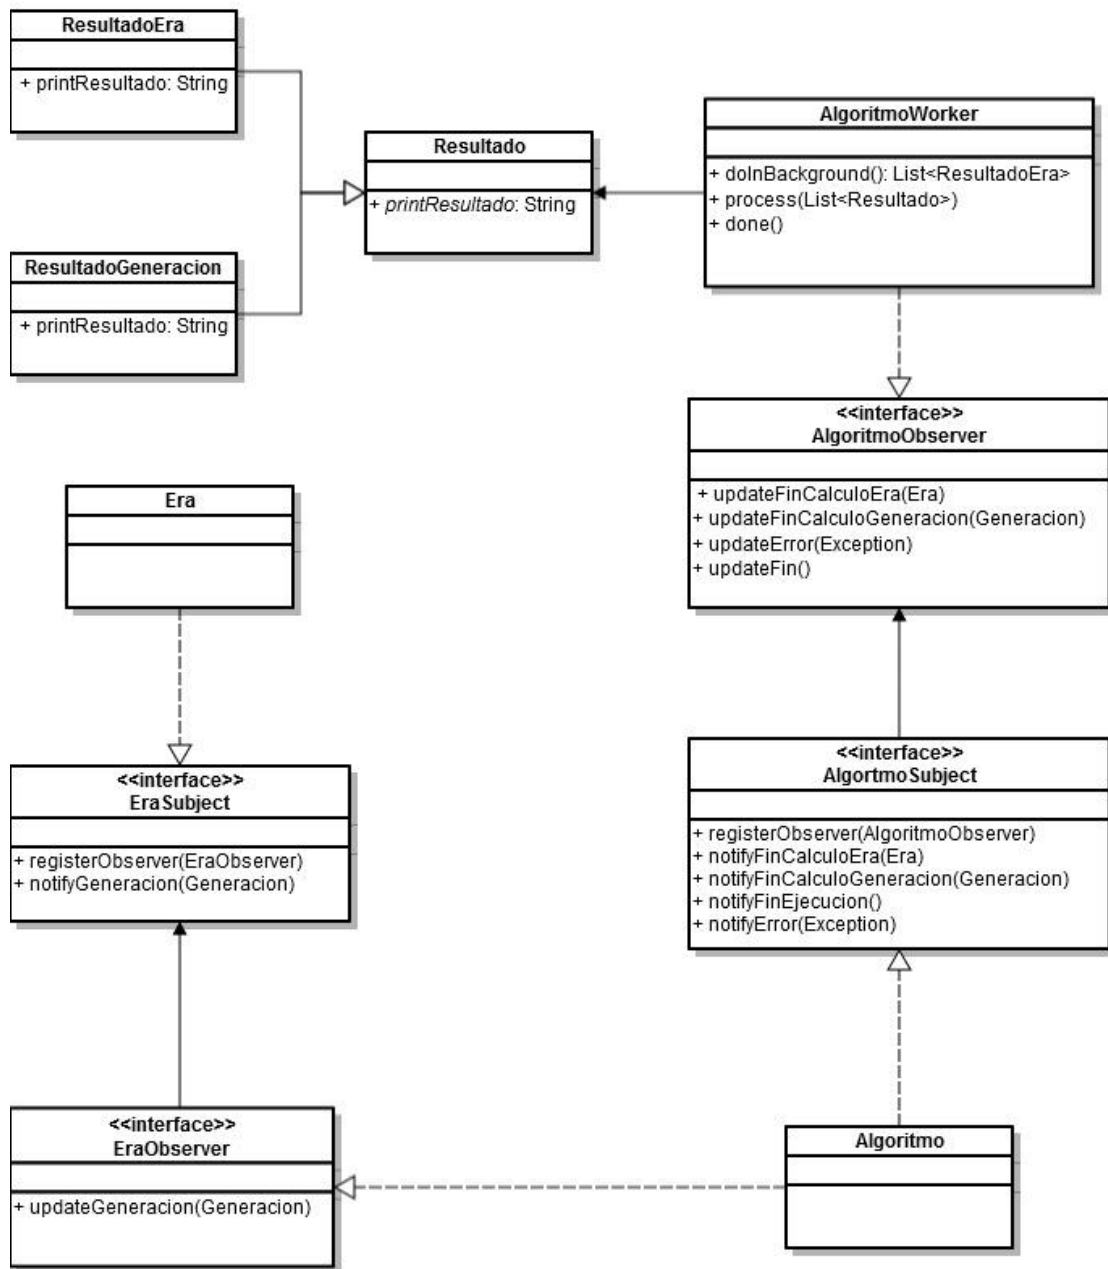 ResultadoEra
+ printResultado: String
Resultado
+ printResultado: String
AlgoritmoWorker
+ doInBackground(): List<ResultadoEra>
+ process(List<Resultado>)
+ done()
ResultadoGeneracion
+ printResultado: String
<<interface>>
AlgoritmoObserver
+ updateFinCalculoEra(Era)
+ updateFinCalculoGeneracion(Generacion)
+ updateError(Exception)
+ updateFin()
Era
<<interface>>
EraSubject
+ registerObserver(EraObserver)
+ notifyGeneracion(Generacion)
<<interface>>
AlgortmoSubject
+ registerObserver(AlgoritmoObserver)
+ notifyFinCalculoEra(Era)
+ notifyFinCalculoGeneracion(Generacion)
+ notifyFinEjecucion()
+ notifyError(Exception)
<<interface>>
EraObserver
+ updateGeneracion(Generacion)
Algoritmo